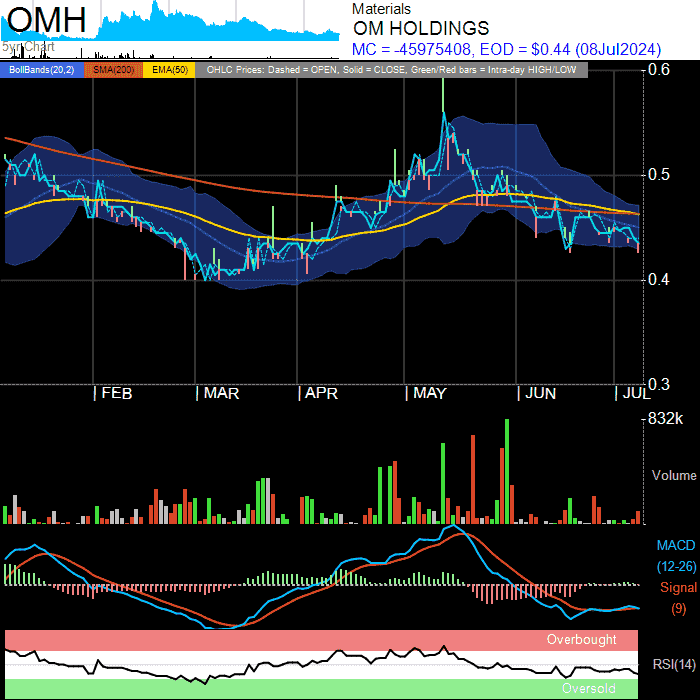 OMH
5yr Chart
Materials
OM HOLDINGS
MC = -45975408, EOD = $0.44 (08Jul2024)
BollBands(20,2) SMA(200) EMA(50) OHLC Prices: Dashed = OPEN, Solid = CLOSE, Green/Red bars = Intra-day HIGH/LOW
0.6
0.5
0.4
0.3
| FEB | MAR | APR | MAY | JUN | JUL
832k
Volume
MACD
(12-26)
Signal
(9)
Overbought
RSI(14)
Oversold